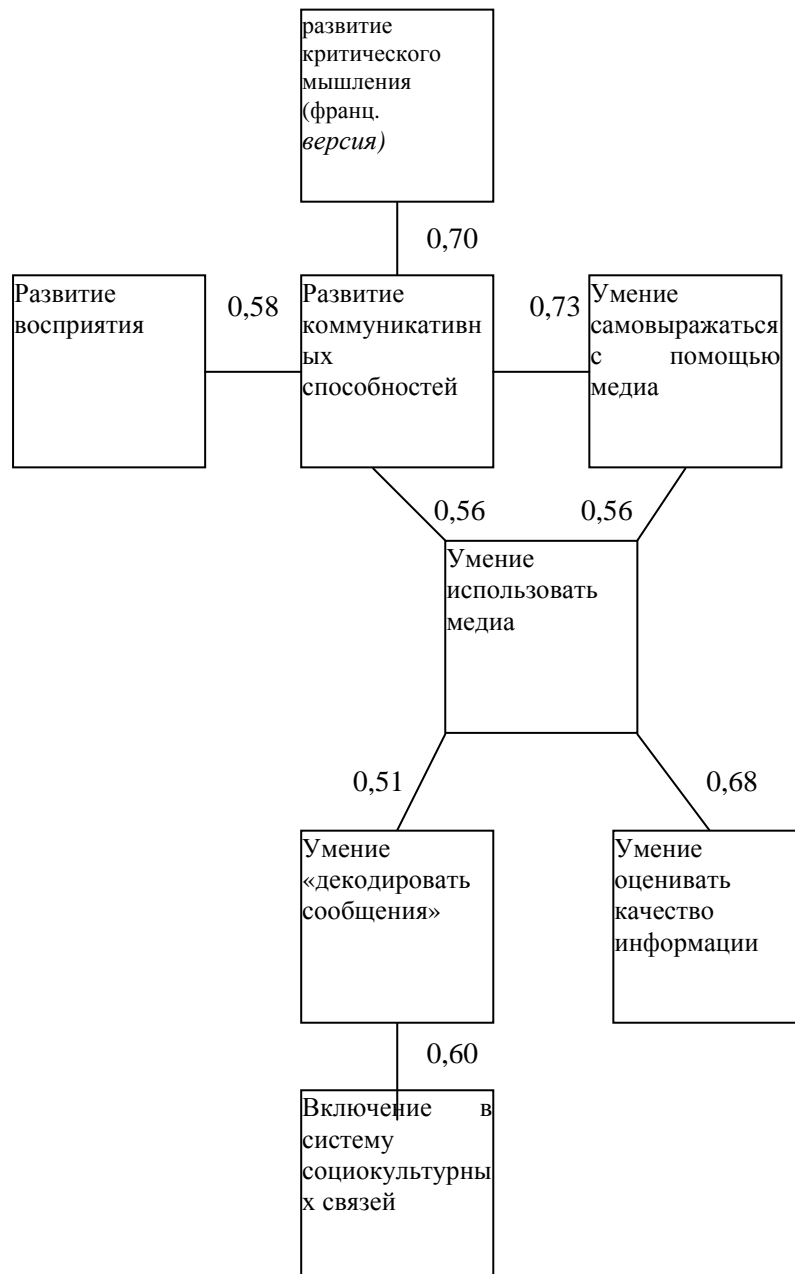 развитие
критического
мышления
(франц.
версия)
0,70
Развитие
восприятия
0,58
Развитие
коммуникативн
ых
способностей
0,73
Умение
самовыражаться
с помощью
медиа
0,56
0,56
Умение
использовать
медиа
0,51
0,68
Умение
«декодировать
сообщения»
Умение
оценивать
качество
информации
0,60
Включение в
систему
социокультурны
х связей